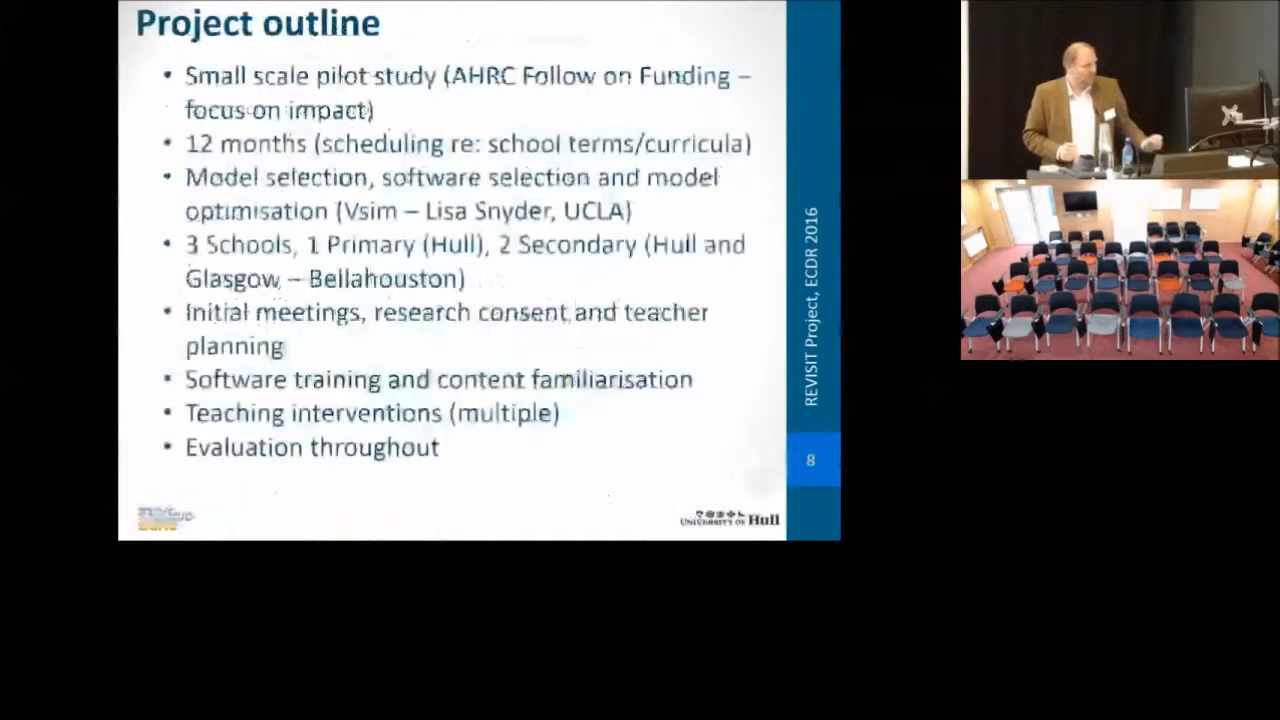 Project outline
• Small scale pilot study (AHRC Follow on Funding –
focus on impact)
• 12 months (scheduling re: school terms/curricula)
• Model selection, software selection and model
optimisation (Vsim – Lisa Snyder, UCLA)
• 3 Schools, 1 Primary (Hull), 2 Secondary (Hull and
Glasgow – Bellahouston)
• Initial meetings, research consent and teacher
planning
• Software training and content familiarisation
• Teaching interventions (multiple)
• Evaluation throughout
REVISIT Project, ECDR 2016
8
UNIVERSITY OF Hull